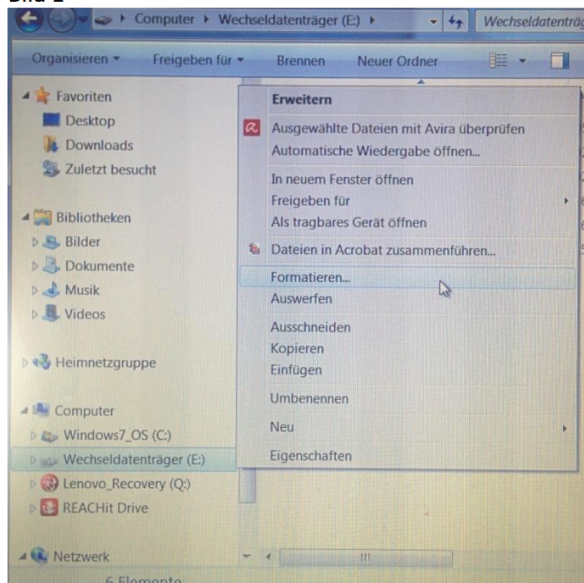 Computer ▸ Wechseldatenträger (E:) ▸
Organisieren Freigeben für Brennen Neuer Ordner
Favoriten
Desktop
Downloads
Zuletzt besucht
Bibliotheken
Bilder
Dokumente
Musik
Videos
Heimnetzgruppe
Computer
Windows7_OS (C:)
Wechseldatenträger (E:)
Lenovo_Recovery (Q:)
REACHit Drive
Netzwerk
6 Elemente
Erweitern
Ausgewählte Dateien mit Avira überprüfen
Automatische Wiedergabe öffnen...
In neuem Fenster öffnen
Freigeben für
Als tragbares Gerät öffnen
Dateien in Acrobat zusammenführen...
Formatieren...
Auswerfen
Ausschneiden
Kopieren
Einfügen
Umbenennen
Neu
Eigenschaften